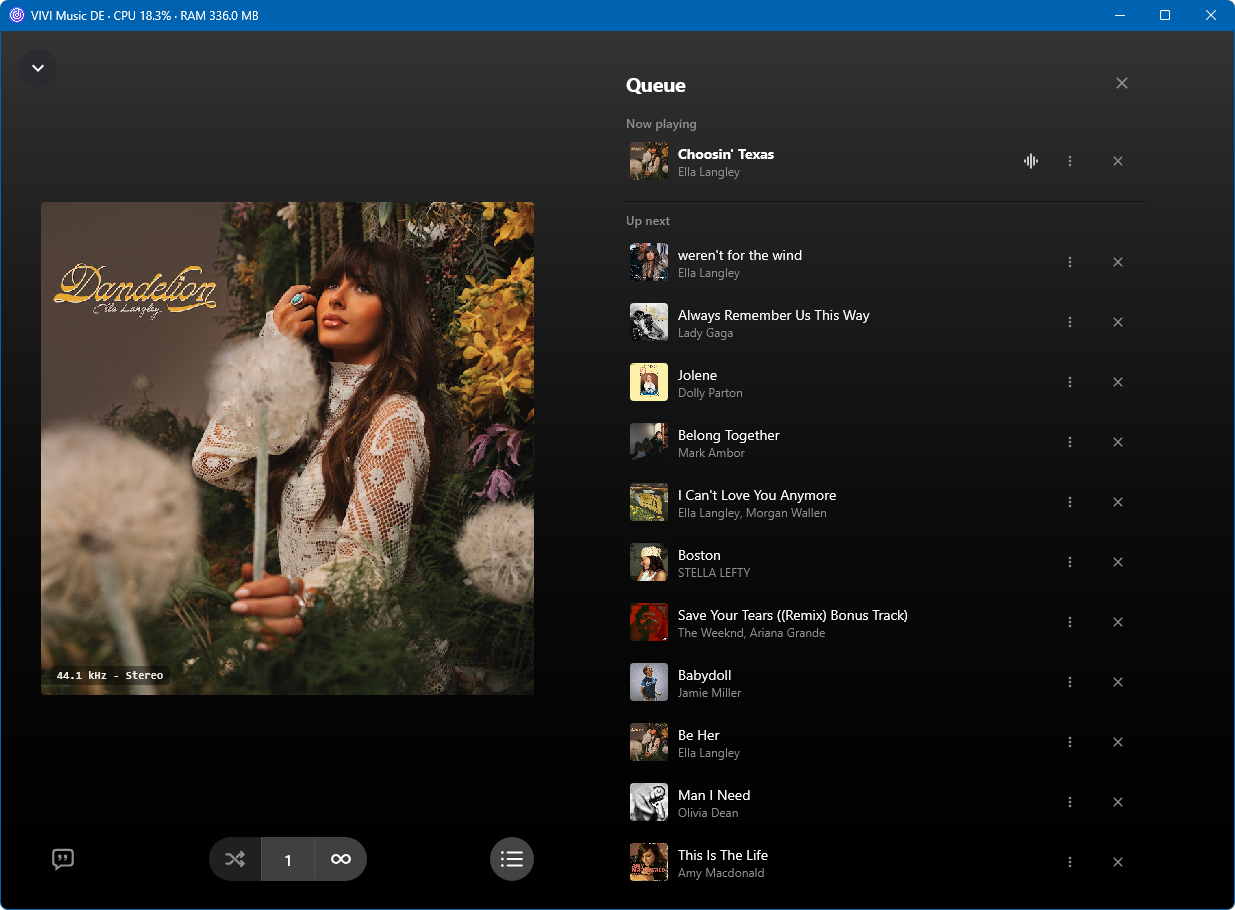 VIVI Music DE · CPU 18.3% · RAM 336.0 MB
Queue
Now playing
Choosin' Texas
Ella Langley
Dandelion
Ella Langley
44.1 kHz - Stereo
Up next
weren't for the wind
Ella Langley
Always Remember Us This Way
Lady Gaga
Jolene
Dolly Parton
Belong Together
Mark Ambor
I Can't Love You Anymore
Ella Langley, Morgan Wallen
Boston
STELLA LEFTY
Save Your Tears ((Remix) Bonus Track)
The Weeknd, Ariana Grande
Babydoll
Jamie Miller
Be Her
Ella Langley
Man I Need
Olivia Dean
This Is The Life
Amy Macdonald
1